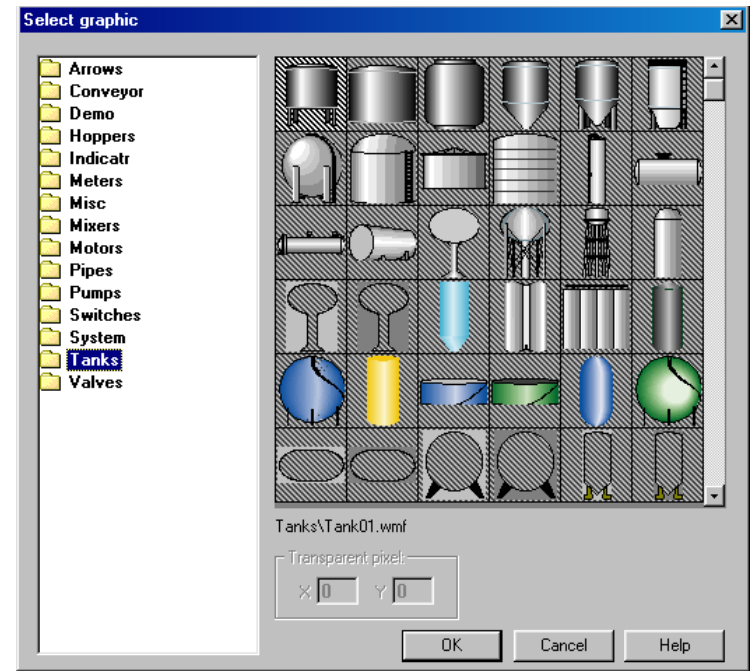 Select graphic
Arrows
Conveyor
Demo
Hoppers
Indicatr
Meters
Misc
Mixers
Motors
Pipes
Pumps
Switches
System
Tanks
Valves
Tanks\Tank01.wmf
Transparent pixel:
X 0 Y 0
OK Cancel Help